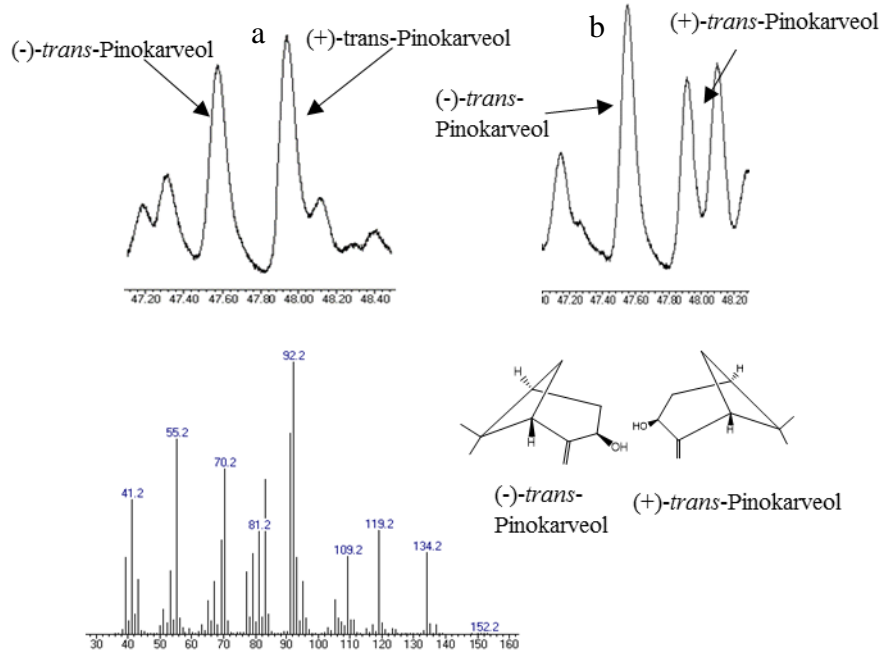 a
(-)-trans-Pinokarveol
(+)-trans-Pinokarveol
47.20 47.40 47.60 47.80 48.00 48.20 48.40
b
(+)-trans-Pinokarveol
(-)-trans-
Pinokarveol
0 47.20 47.40 47.60 47.80 48.00 48.20
92.2
55.2
70.2
41.2
81.2
119.2
109.2
134.2
152.2
30 40 50 60 70 80 90 100 110 120 130 140 150 160
H
H
OH
(-)-trans-
Pinokarveol
H
HO
H
(+)-trans-Pinokarveol